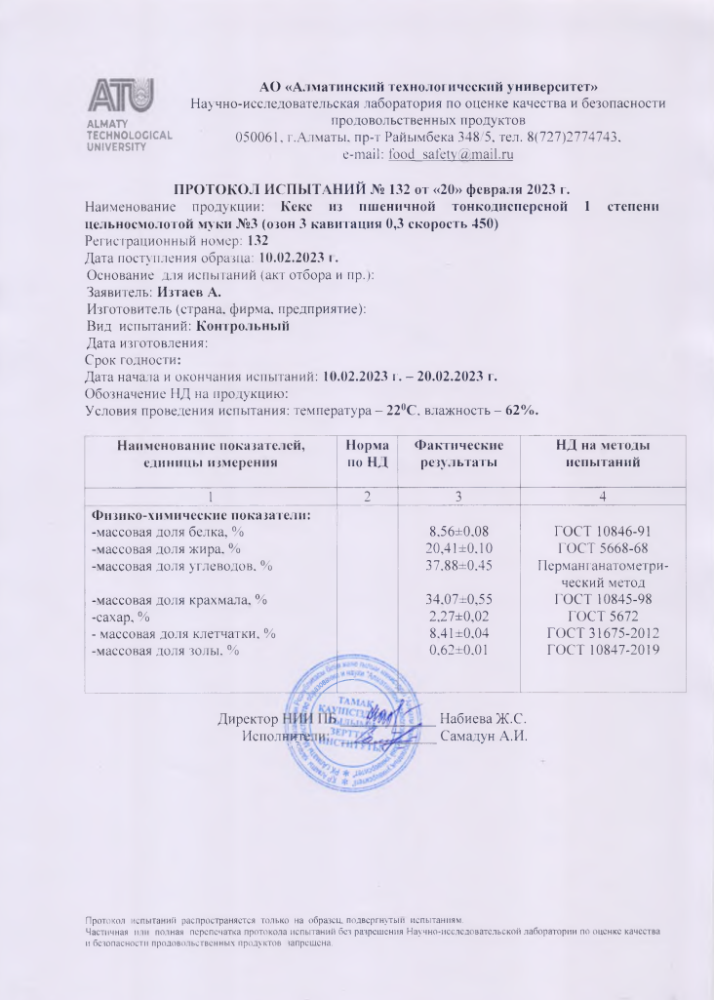 ATU
ALMATY
TECHNOLOGICAL
UNIVERSITY
АО «Алматинский технологический университет»
Научно-исследовательская лаборатория по оценке качества и безопасности
продовольственных продуктов
050061, г.Алматы, пр-т Райымбека 348/5, тел. 8(727)2774743,
e-mail: food_safety@mail.ru
ПРОТОКОЛ ИСПЫТАНИЙ № 132 от «20» февраля 2023 г.
Наименование продукции: Кекс из пшеничной тонкодисперсной 1 степени
цельносмолотой муки №3 (озон 3 кавитация 0,3 скорость 450)
Регистрационный номер: 132
Дата поступления образца: 10.02.2023 г.
Основание для испытаний (акт отбора и пр.):
Заявитель: Изтаев А.
Изготовитель (страна, фирма, предприятие):
Вид испытаний: Контрольный
Дата изготовления:
Срок годности:
Дата начала и окончания испытаний: 10.02.2023 г. – 20.02.2023 г.
Обозначение НД на продукцию:
Условия проведения испытания: температура – 22⁰С, влажность – 62%.
Наименование показателей, Норма Фактические НД на методы
единицы измерения по НД результаты испытаний
1 2 3 4
Физико-химические показатели:
-массовая доля белка, % 8,56±0,08 ГОСТ 10846-91
-массовая доля жира, % 20,41±0,10 ГОСТ 5668-68
-массовая доля углеводов, % 37,88±0,45 Перманганатометри-
ческий метод
-массовая доля крахмала, % 34,07±0,55 ГОСТ 10845-98
-сахар, % 2,27±0,02 ГОСТ 5672
- массовая доля клетчатки, % 8,41±0,04 ГОСТ 31675-2012
-массовая доля золы, % 0,62±0,01 ГОСТ 10847-2019
ТАМАҚ
Директор НИИ ПБ Набиева Ж.С.
Исполнители: Самадун А.И.
ИНСТИТУТЫ
Протокол испытаний распространяется только на образец, подвергнутый испытаниям.
Частичная или полная перепечатка протокола испытаний без разрешения Научно-исследовательской лаборатории по оценке качества
и безопасности продовольственных продуктов запрещена.